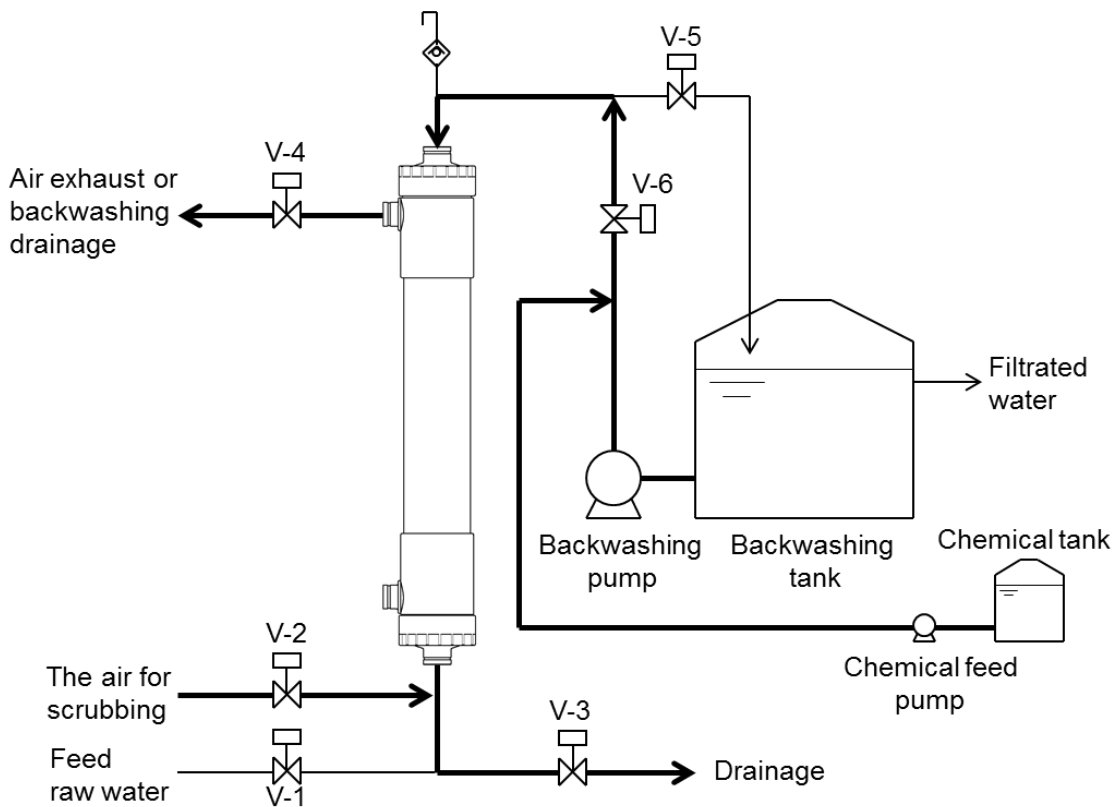 V-5
V-4
Air exhaust or
backwashing
drainage
V-6
Filtrated
water
Backwashing
pump
Backwashing
tank
Chemical tank
V-2
The air for
scrubbing
Chemical feed
pump
V-3
Feed
raw water
V-1
Drainage